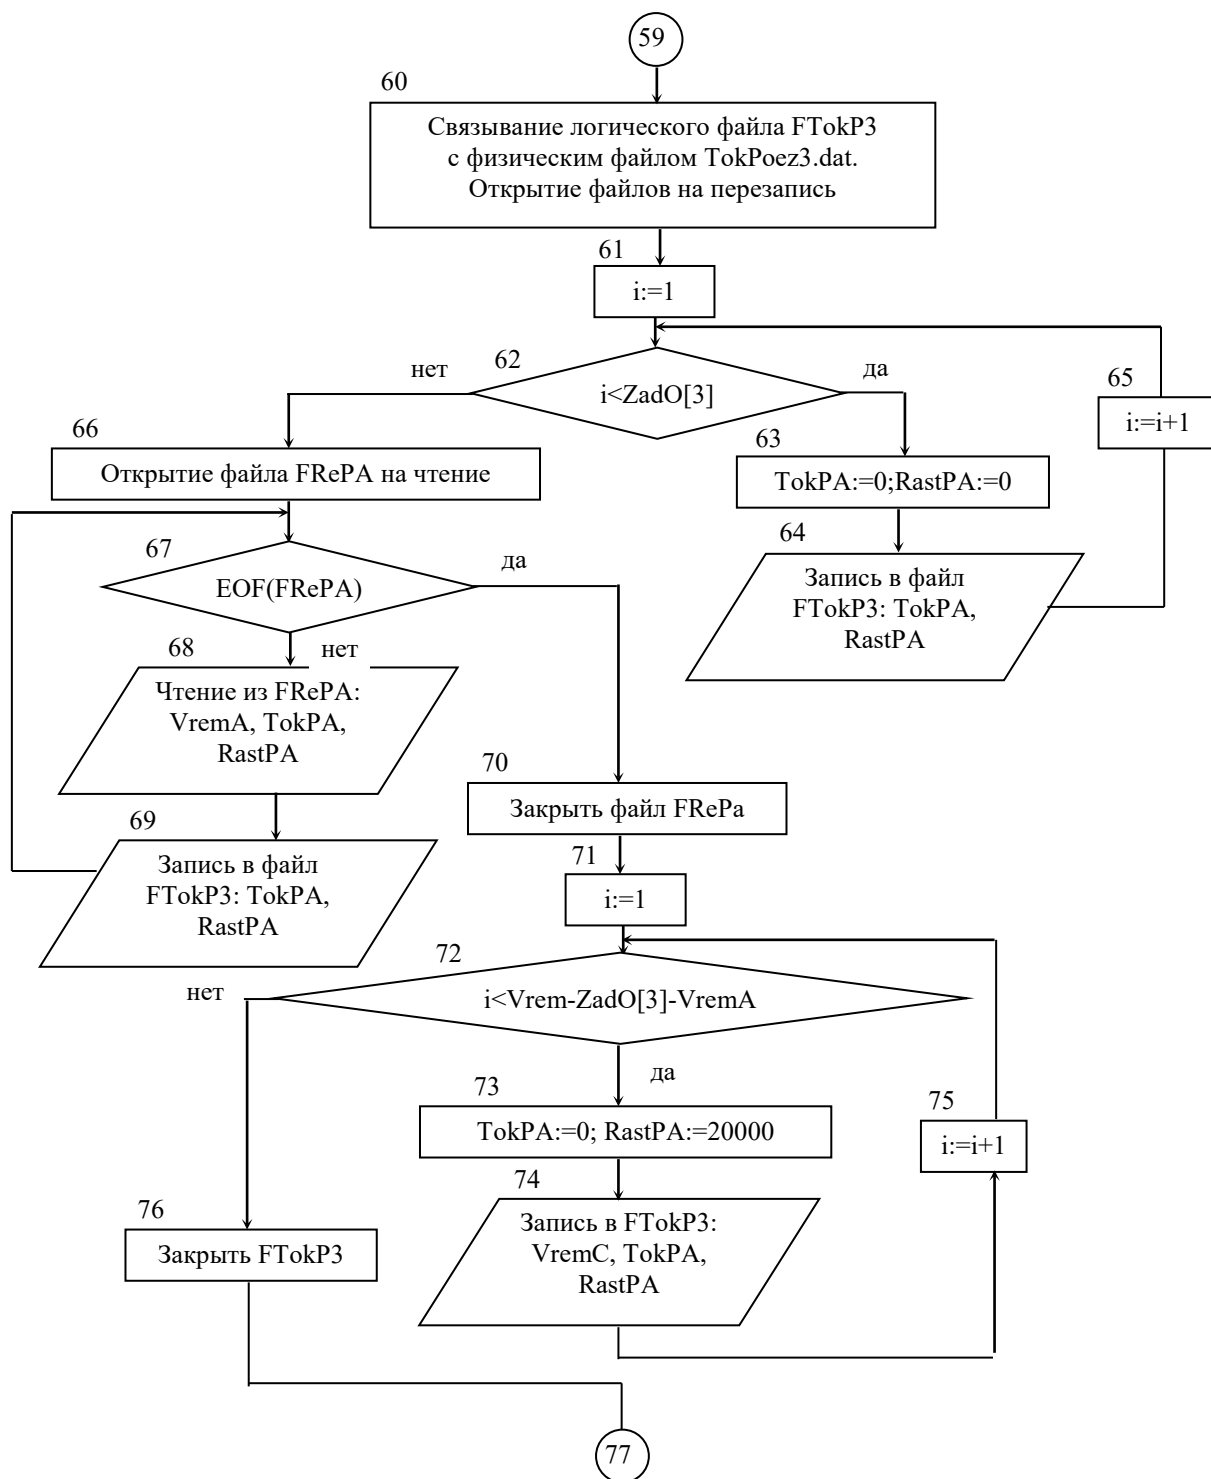 59
60
Связывание логического файла FTokP3
с физическим файлом TokPoez3.dat.
Открытие файлов на перезапись
61
i:=1
62
нет
да
i<ZadO[3]
65
i:=i+1
66
Открытие файла FRePA на чтение
63
TokPA:=0;RastPA:=0
64
Запись в файл
FTokP3: TokPA,
RastPA
67
да
EOF(FRePA)
нет
68
Чтение из FRePA:
VremA, TokPA,
RastPA
70
Закрыть файл FRePa
69
Запись в файл
FTokP3: TokPA,
RastPA
71
i:=1
72
нет
i<Vrem-ZadO[3]-VremA
да
73
TokPA:=0; RastPA:=20000
75
i:=i+1
74
Запись в FTokP3:
VremC, TokPA,
RastPA
76
Закрыть FTokP3
77